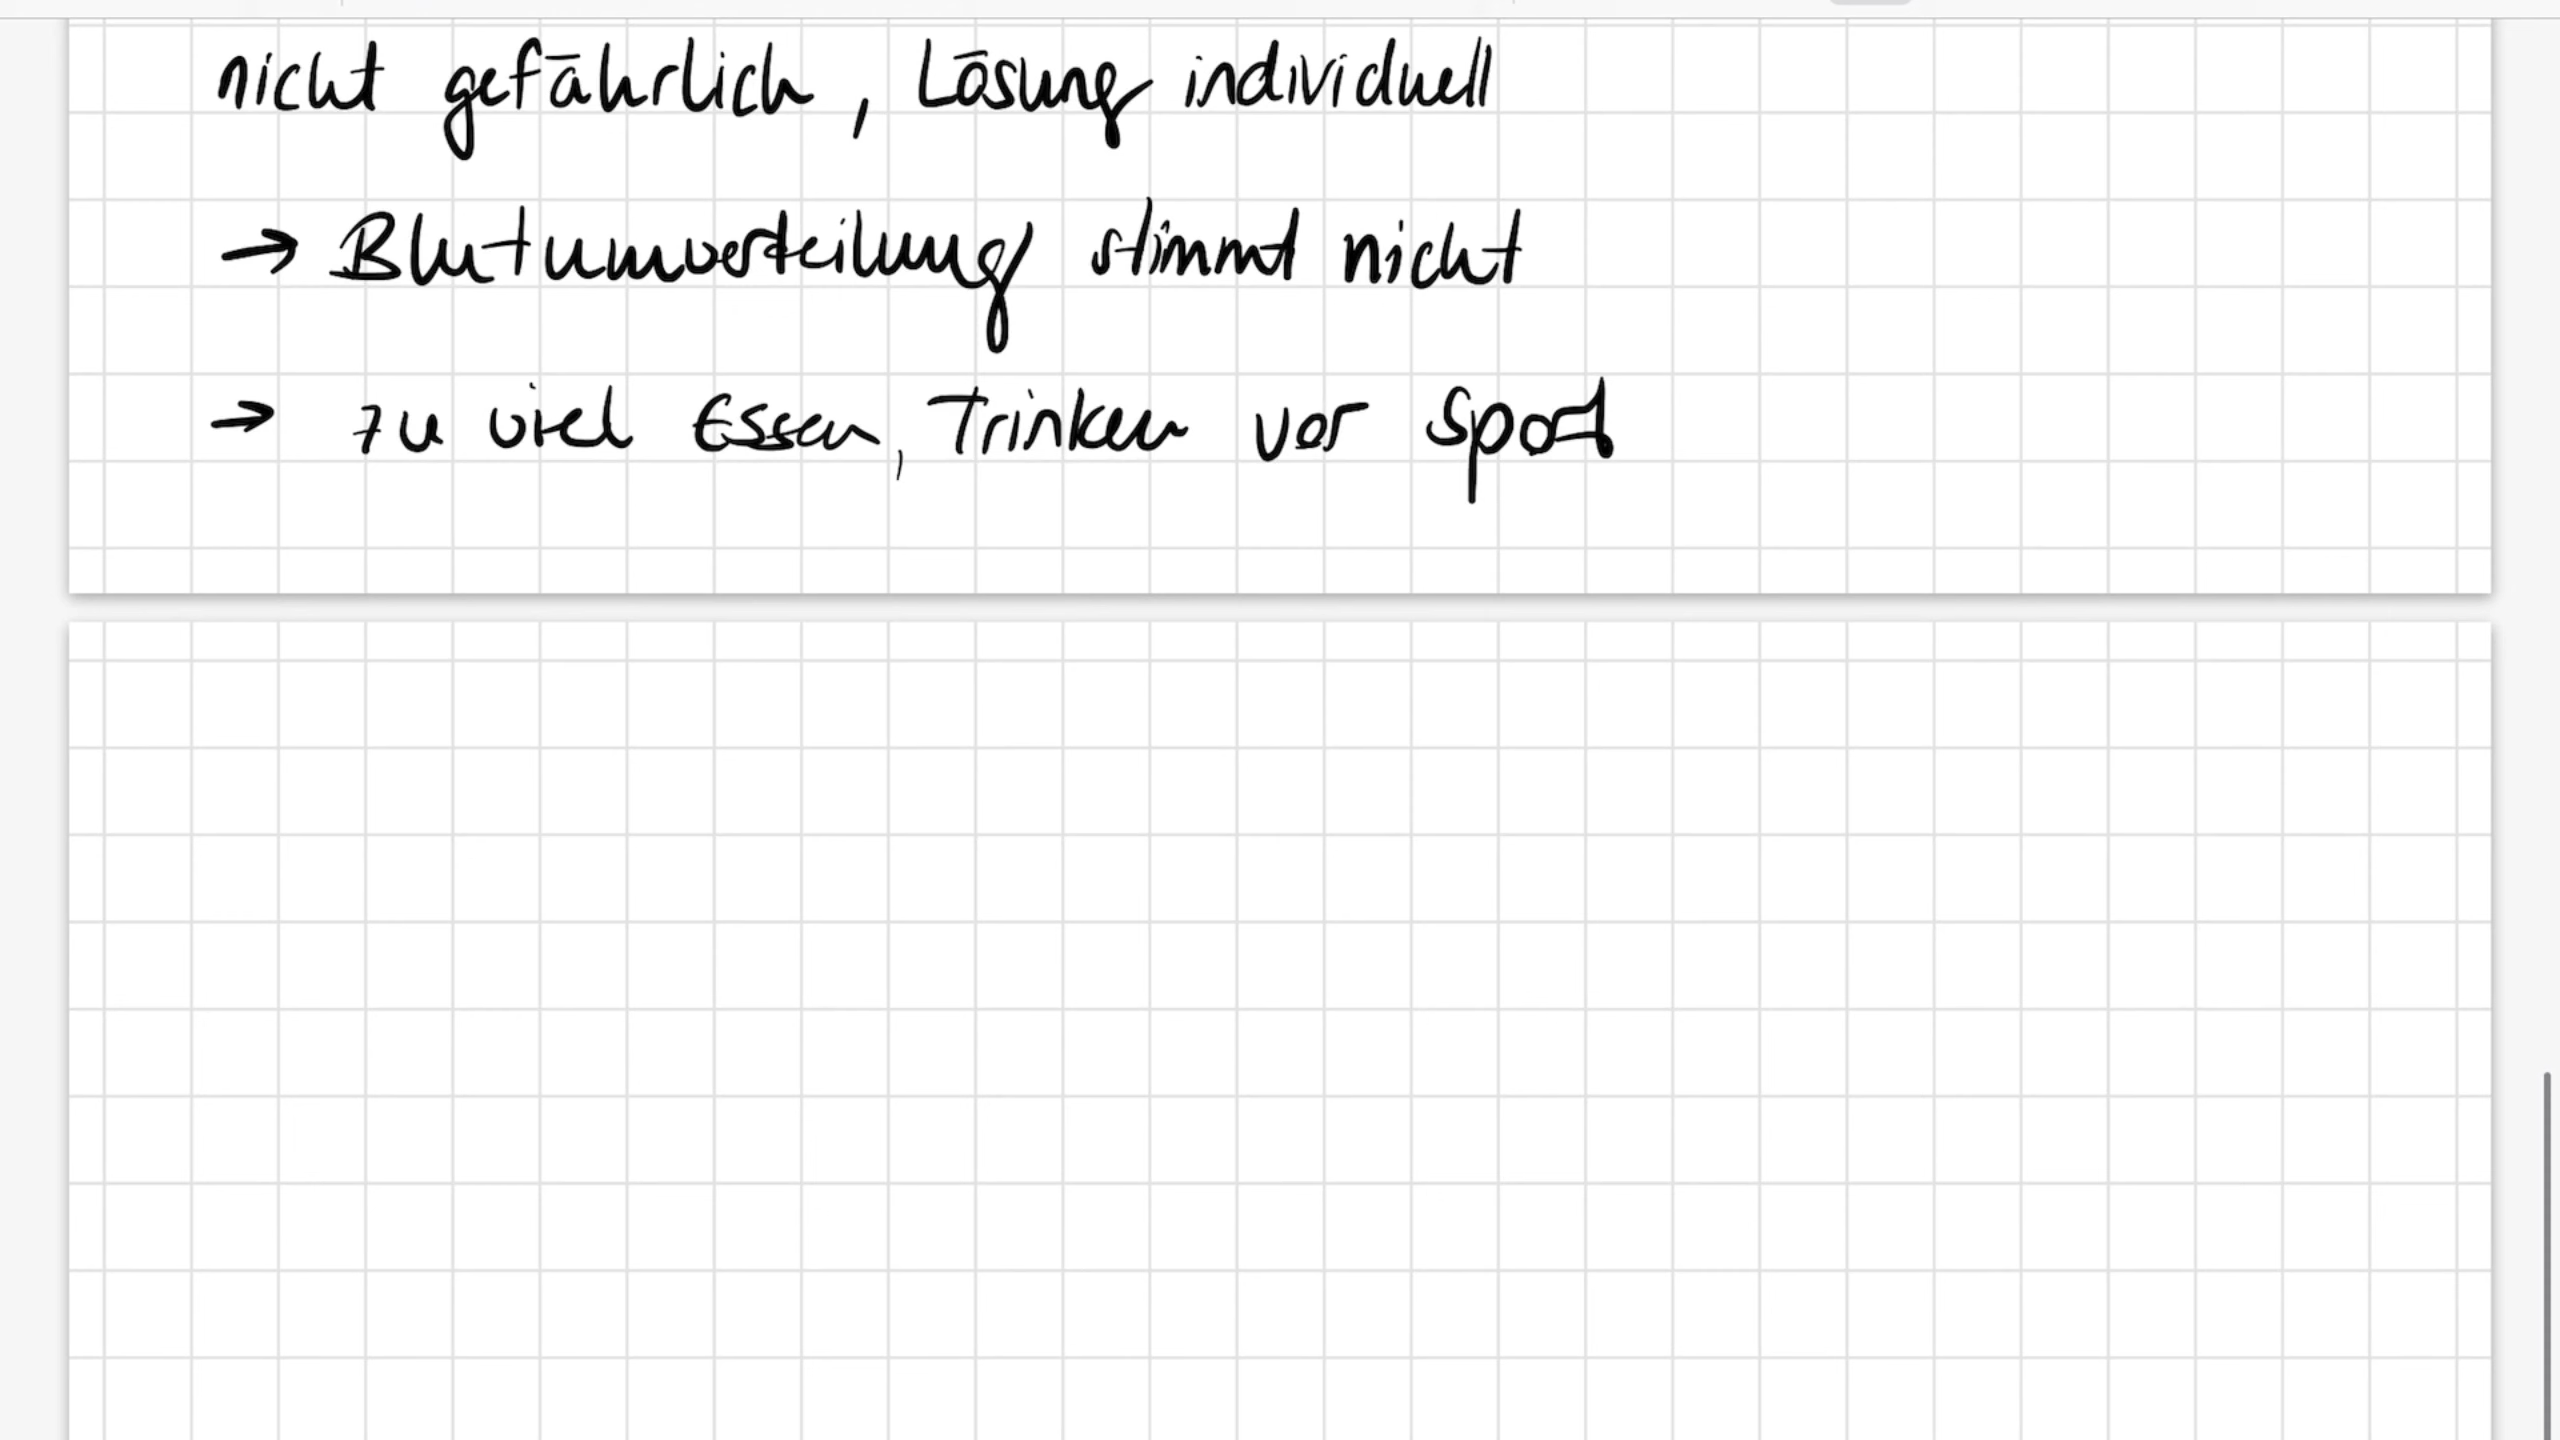 nicht gefährlich, Lösung individuell
→ Blutumverteilung stimmt nicht
→ zu viel Essen, Trinken vor Sport